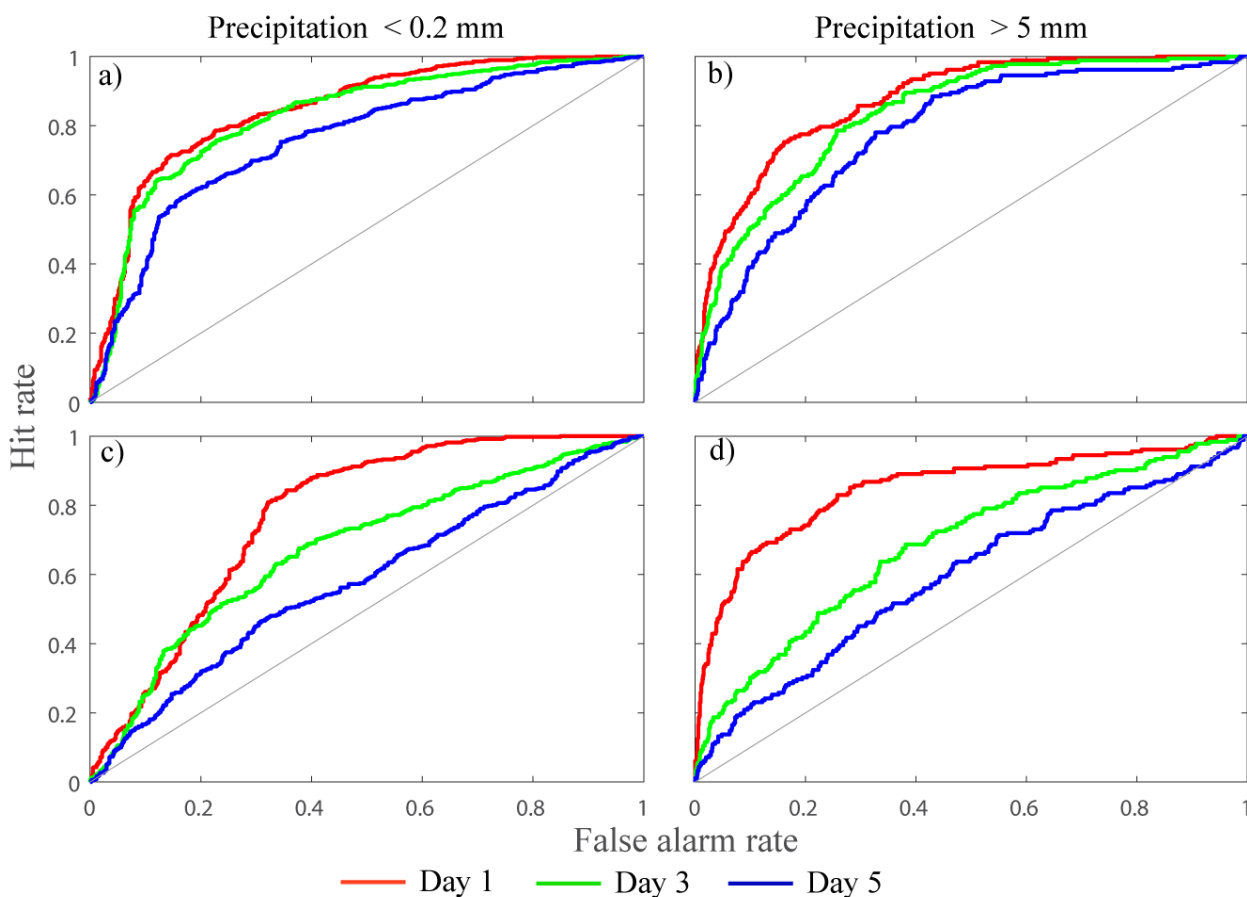 Precipitation < 0.2 mm
Precipitation > 5 mm
a)
b)
1
0.8
0.6
0.4
0.2
0
c)
d)
1
0.8
0.6
0.4
0.2
0
Hit rate
0 0.2 0.4 0.6 0.8 1
0 0.2 0.4 0.6 0.8 1
False alarm rate
Day 1 Day 3 Day 5